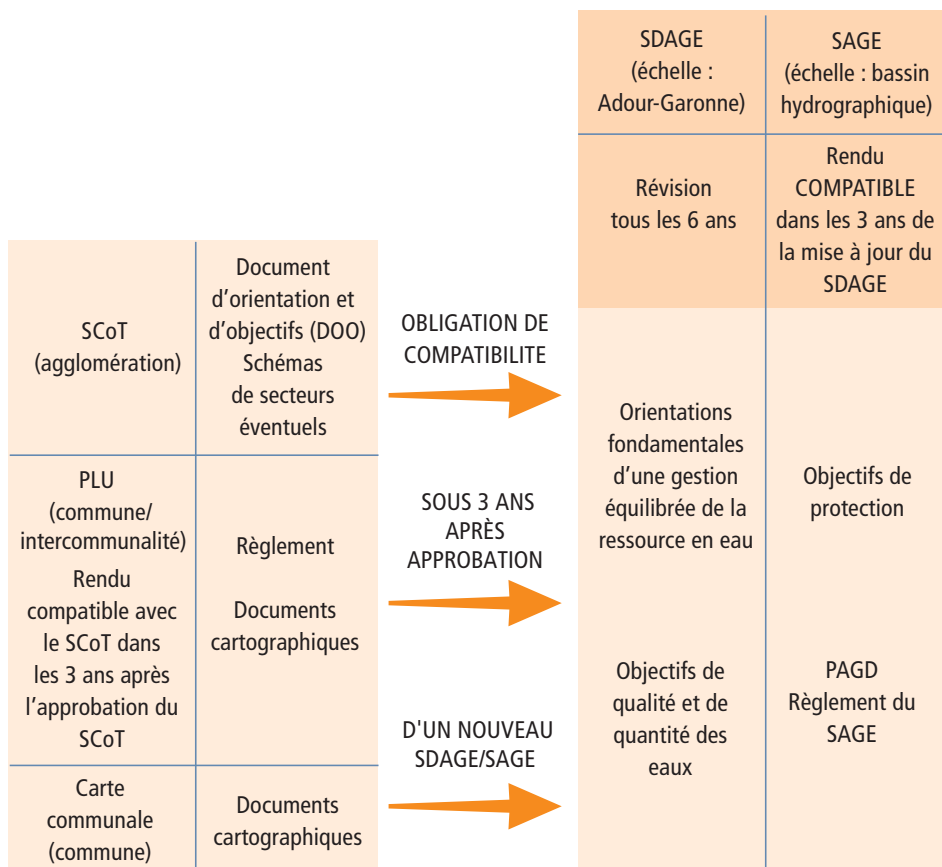 SDAGE
(échelle :
Adour-Garonne)
SAGE
(échelle : bassin
hydrographique)
Révision
tous les 6 ans
Rendu
COMPATIBLE
dans les 3 ans de
la mise à jour du
SDAGE
SCoT
(agglomération)
Document
d'orientation et
d'objectifs (DOO)
Schémas
de secteurs
éventuels
OBLIGATION DE
COMPATIBILITE
Orientations
fondamentales
d'une gestion
équilibrée de la
ressource en eau
Objectifs de
protection
PLU
(commune/
intercommunalité)
Rendu
compatible avec
le SCoT dans
les 3 ans après
l'approbation du
SCoT
Règlement
Documents
cartographiques
SOUS 3 ANS
APRÈS
APPROBATION
Objectifs de
qualité et de
quantité des
eaux
PAGD
Règlement du
SAGE
Carte
communale
(commune)
Documents
cartographiques
D'UN NOUVEAU
SDAGE/SAGE